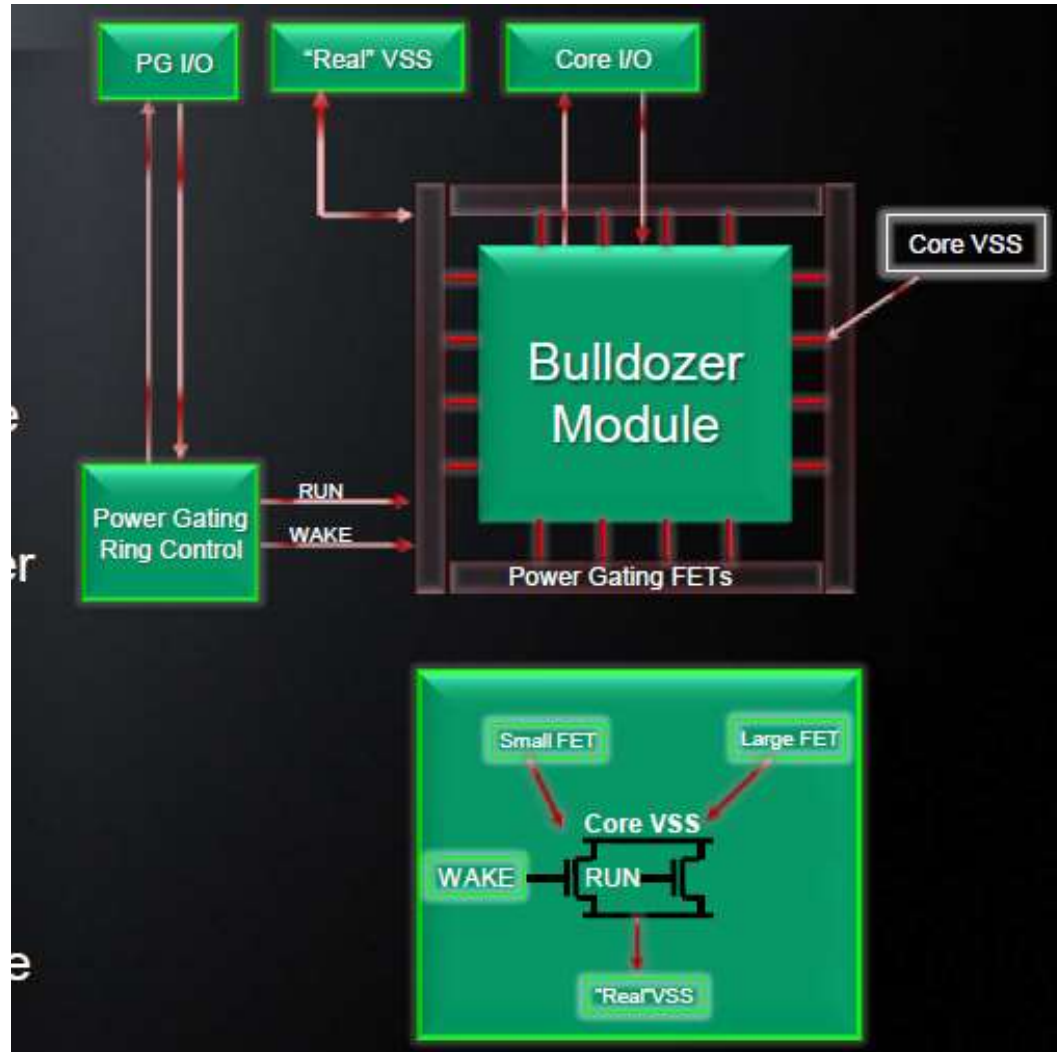 PG I/O
“Real” VSS
Core I/O
Core VSS
Bulldozer
Module
e
RUN
Power Gating
Ring Control
WAKE
er
Power Gating FETs
Small FET
Large FET
Core VSS
WAKE
RUN
e
"Real"VSS